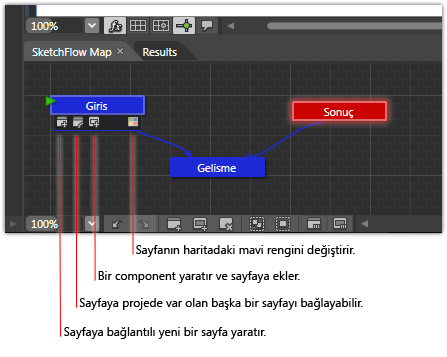 100%
SketchFlow Map × Results
Giris
Sonuç
Gelisme
100%
Sayfanın haritadaki mavi rengini değiştirir.
Bir component yaratır ve sayfaya ekler.
Sayfaya projede var olan başka bir sayfayı bağlayabilir.
Sayfaya bağlantılı yeni bir sayfa yaratır.